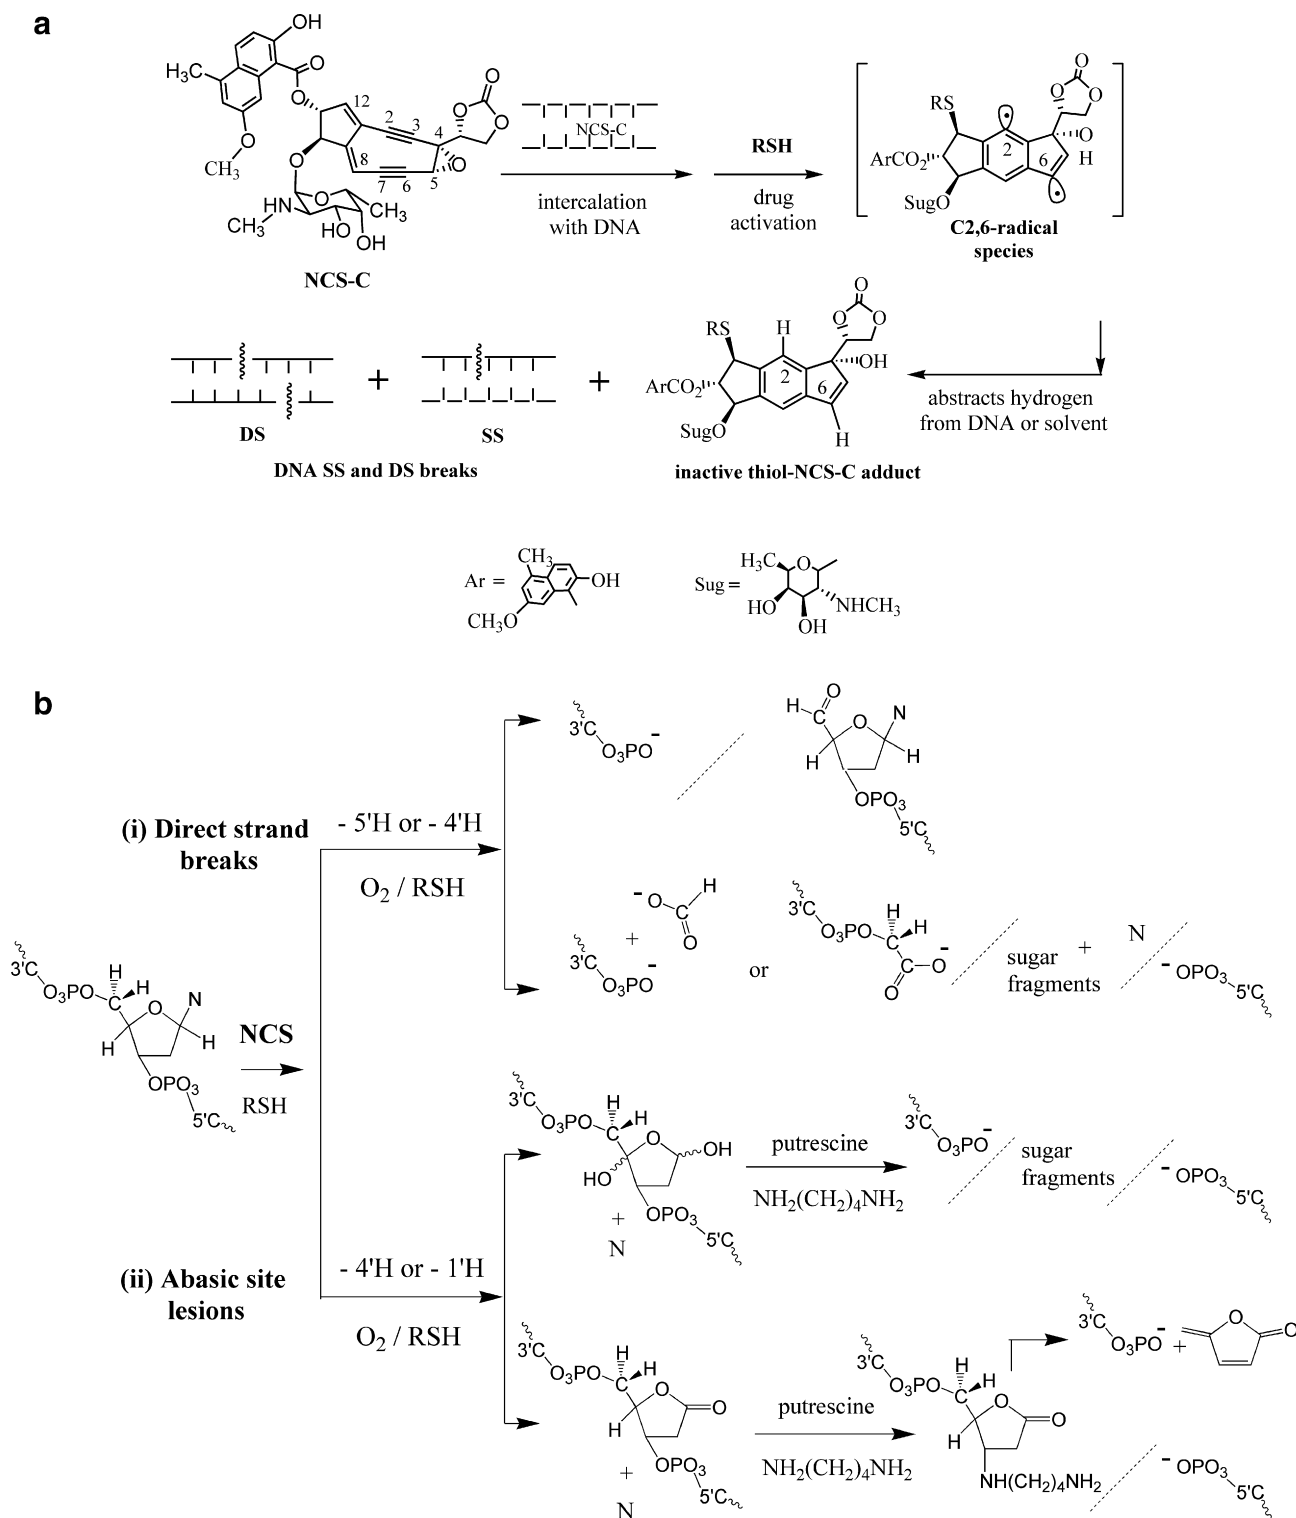 a
OH
H3C
O
O
12
2
3
4
O
O
O
O
CH3
O
8
7
6
5
O
O
HN
CH3
CH3
HO
OH
NCS-C
NCS-C
intercalation
with DNA
RSH
drug
activation
RS
ArCO2
SugO
2
6
O
O
O
O
H
C2,6-radical
species
DS
+
SS
+
DNA SS and DS breaks
RS
H
ArCO2
SugO
2
6
O
O
O
OH
H
inactive thiol-NCS-C adduct
abstracts hydrogen
from DNA or solvent
Ar =
CH3
OH
CH3O
Sug =
H3C
O
HO
OH
NHCH3
b
3'C
O3PO-
H
C
O
O
N
H
H
OPO3
5'C
(i) Direct strand
breaks
- 5'H or - 4'H
O2 / RSH
-O
C
H
O
+
3'C
O3PO-
or
3'C
O3PO
H
H
C
C
O-
O
sugar
fragments
+
N
-OPO3
5'C
3'C
O3PO
H
H
C
O
N
H
H
OPO3
5'C
NCS
RSH
3'C
O3PO
H
H
C
O
OH
HO
OPO3
5'C
+
N
putrescine
NH2(CH2)4NH2
3'C
O3PO-
sugar
fragments
-OPO3
5'C
(ii) Abasic site
lesions
- 4'H or - 1'H
O2 / RSH
3'C
O3PO
H
H
C
O
O
H
OPO3
5'C
+
N
putrescine
NH2(CH2)4NH2
3'C
O3PO
H
H
C
O
O
H
NH(CH2)4NH2
3'C
O3PO-
+
O
O
-OPO3
5'C